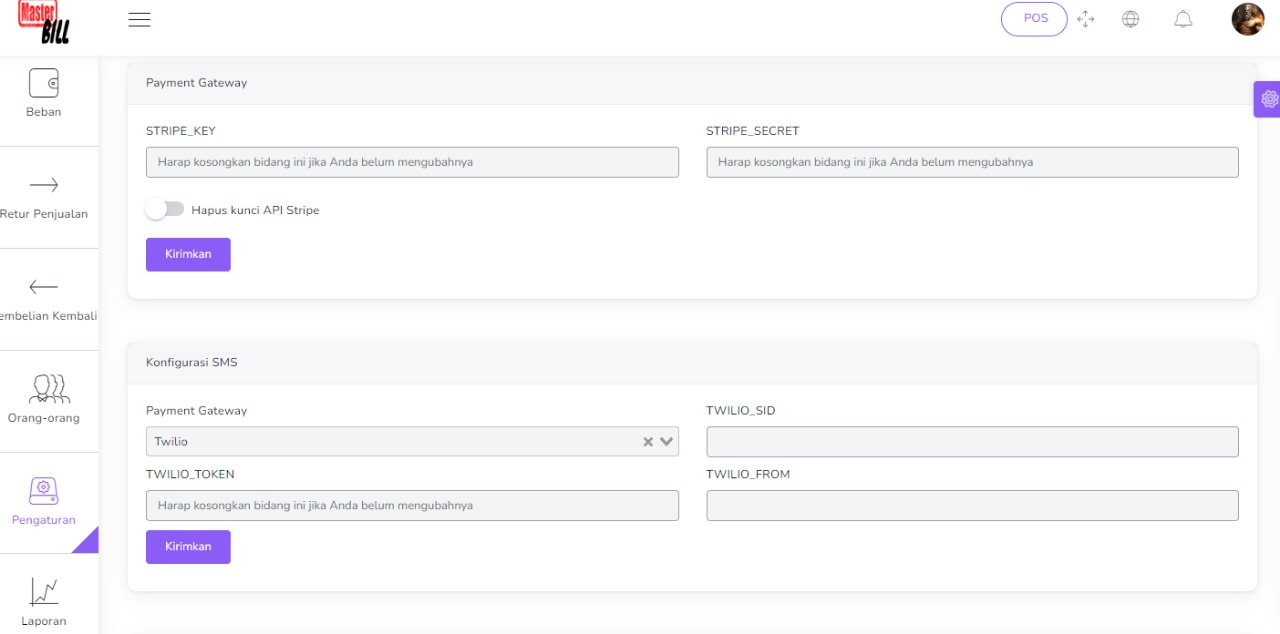 Master
BILL
POS
Beban
Retur Penjualan
embelian Kembali
Orang-orang
Pengaturan
Laporan
Payment Gateway
STRIPE_KEY
STRIPE_SECRET
Harap kosongkan bidang ini jika Anda belum mengubahnya
Harap kosongkan bidang ini jika Anda belum mengubahnya
Hapus kunci API Stripe
Kirimkan
Konfigurasi SMS
Payment Gateway
TWILIO_SID
Twilio
TWILIO_TOKEN
TWILIO_FROM
Harap kosongkan bidang ini jika Anda belum mengubahnya
Kirimkan